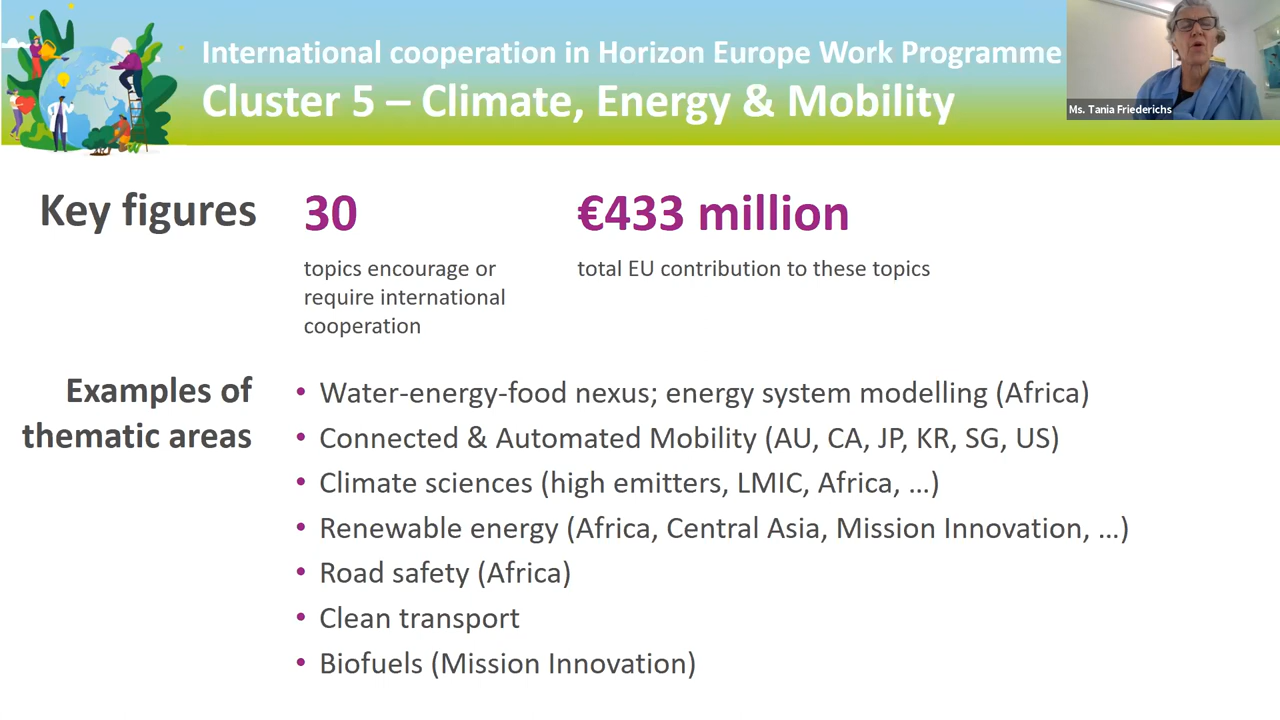 International cooperation in Horizon Europe Work Programme
Cluster 5 – Climate, Energy & Mobility
Ms. Tania Friederichs
Key figures
30
€433 million
topics encourage or
require international
cooperation
total EU contribution to these topics
Examples of
thematic areas
• Water-energy-food nexus; energy system modelling (Africa)
• Connected & Automated Mobility (AU, CA, JP, KR, SG, US)
• Climate sciences (high emitters, LMIC, Africa, …)
• Renewable energy (Africa, Central Asia, Mission Innovation, …)
• Road safety (Africa)
• Clean transport
• Biofuels (Mission Innovation)